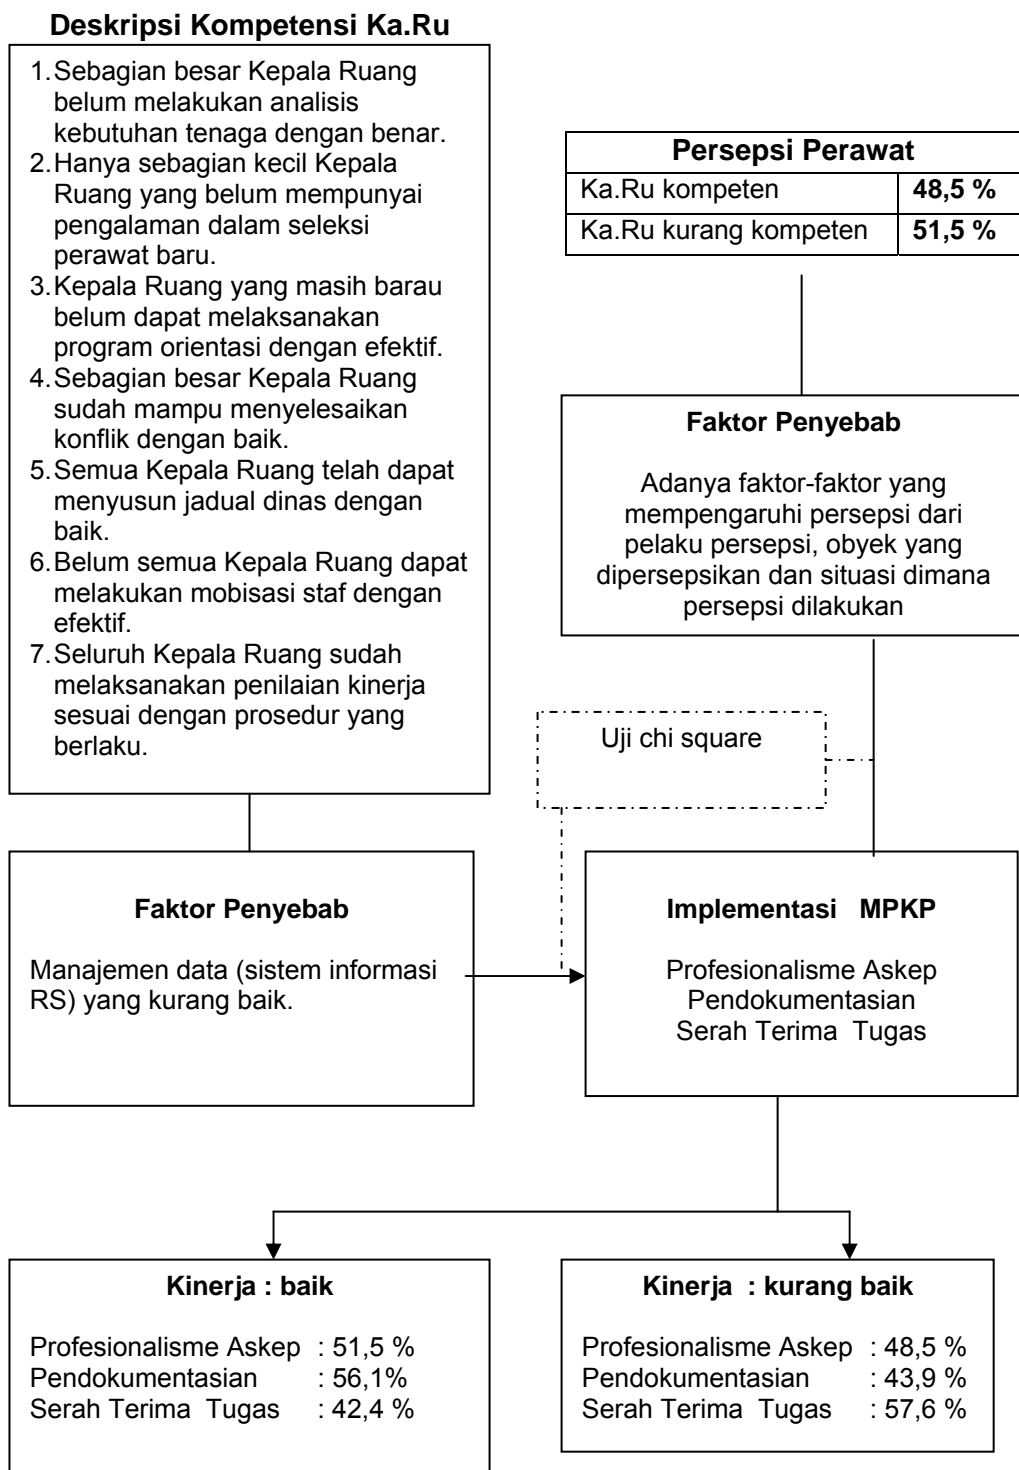 Deskripsi Kompetensi Ka.Ru
1. Sebagian besar Kepala Ruang
belum melakukan analisis
kebutuhan tenaga dengan benar.
2. Hanya sebagian kecil Kepala
Ruang yang belum mempunyai
pengalaman dalam seleksi
perawat baru.
3. Kepala Ruang yang masih barau
belum dapat melaksanakan
program orientasi dengan efektif.
4. Sebagian besar Kepala Ruang
sudah mampu menyelesaikan
konflik dengan baik.
5. Semua Kepala Ruang telah dapat
menyusun jadual dinas dengan
baik.
6. Belum semua Kepala Ruang dapat
melakukan mobisasi staf dengan
efektif.
7. Seluruh Kepala Ruang sudah
melaksanakan penilaian kinerja
sesuai dengan prosedur yang
berlaku.
Persepsi Perawat
Ka.Ru kompeten 48,5 %
Ka.Ru kurang kompeten 51,5 %
Faktor Penyebab
Adanya faktor-faktor yang
mempengaruhi persepsi dari
pelaku persepsi, obyek yang
dipersepsikan dan situasi dimana
persepsi dilakukan
Uji chi square
Faktor Penyebab
Manajemen data (sistem informasi
RS) yang kurang baik.
Implementasi MPKP
Profesionalisme Askep
Pendokumentasian
Serah Terima Tugas
Kinerja : baik
Profesionalisme Askep : 51,5 %
Pendokumentasian : 56,1%
Serah Terima Tugas : 42,4 %
Kinerja : kurang baik
Profesionalisme Askep : 48,5 %
Pendokumentasian : 43,9 %
Serah Terima Tugas : 57,6 %